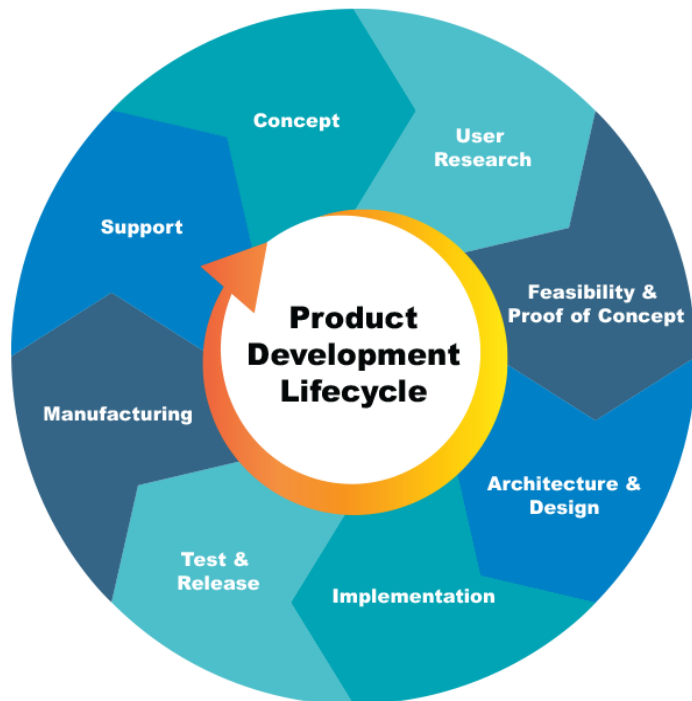 Concept
User
Research
Feasibility &
Proof of Concept
Architecture &
Design
Implementation
Test &
Release
Manufacturing
Support
Product
Development
Lifecycle